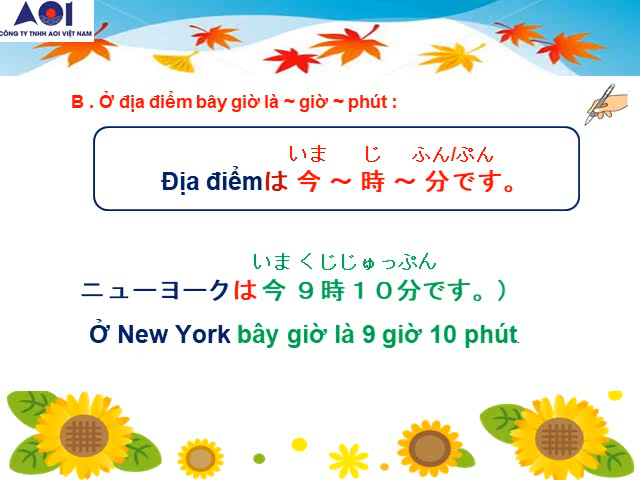 AOI
CÔNG TY TNHH AOI VIỆT NAM
B . Ở địa điểm bây giờ là ~ giờ ~ phút :
いま じ ふん/ぷん
Địa điểmは 今 ～ 時 ～ 分です。
いま くじじゅっぷん
ニューヨークは 今 ９時１０分です。）
Ở New York bây giờ là 9 giờ 10 phút